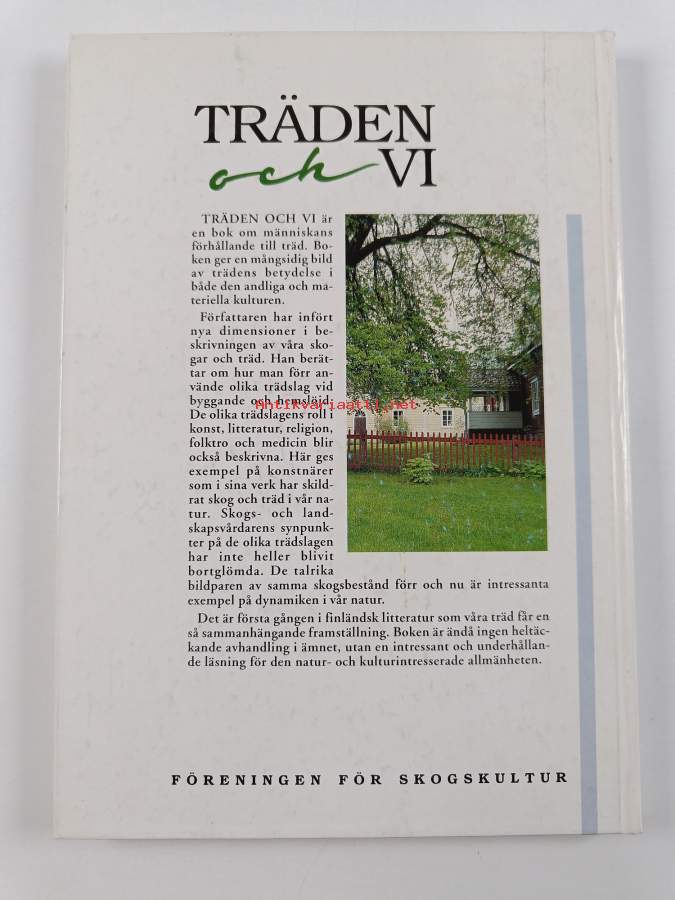 TRÄDEN
och VI
TRÄDEN OCH VI är
en bok om människans
förhållande till träd. Bo-
ken ger en mångsidig bild
av trädens betydelse i
både den andliga och ma-
teriella kulturen.
Författaren har infört
nya dimensioner i be-
skrivningen av våra sko-
gar och träd. Han berät-
tar om hur man förr an-
vände olika trädslag vid
byggande och hemslöjd.
Antikvariaatti.net
De olika trädslagens roll i
konst, litteratur, religion,
folktro och medicin blir
också beskrivna. Här ges
exempel på konstnärer
som i sina verk har skild-
rat skog och träd i vår na-
tur. Skogs- och land-
skapsvårdarens synpunk-
ter på de olika trädslagen
har inte heller blivit
bortglömda. De talrika
bildparen av samma skogsbestånd förr och nu är intressanta
exempel på dynamiken i vår natur.
Det är första gången i finländsk litteratur som våra träd får en
så sammanhängande framställning. Boken är ändå ingen heltäc-
kande avhandling i ämnet, utan en intressant och underhållan-
de läsning för den natur- och kulturintresserade allmänheten.
FÖRENINGEN FÖR SKOGSKULTUR